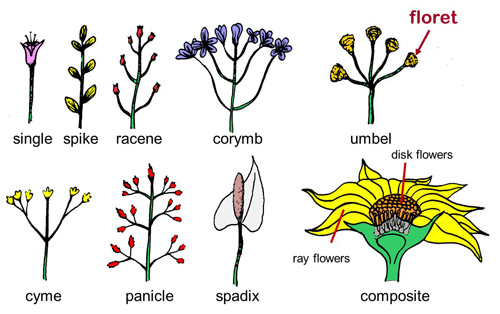 floret
single
spike
racene
corymb
umbel
disk flowers
ray flowers
cyme
panicle
spadix
composite